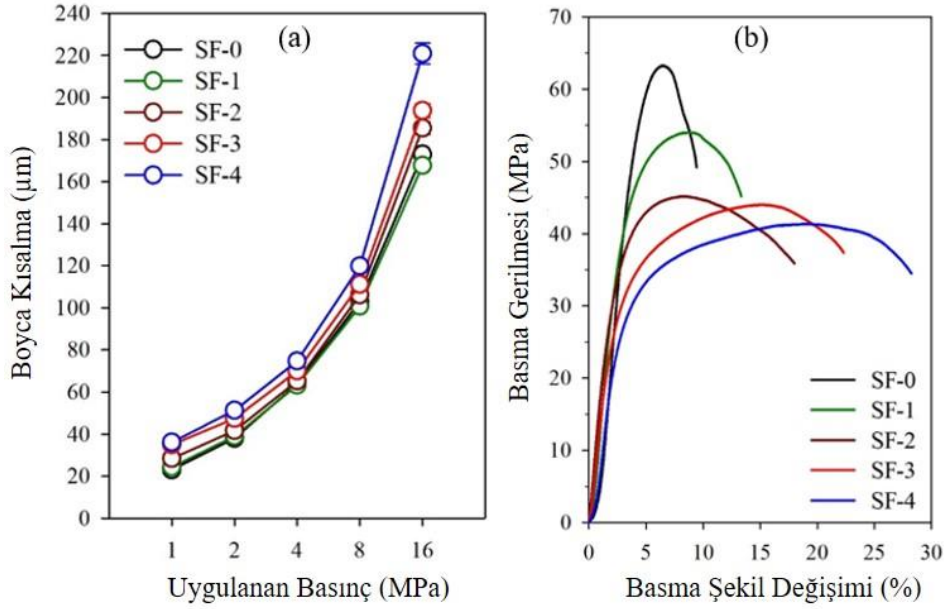 (a)
Boyca Kısalma (µm)
240
220
200
180
160
140
120
100
80
60
40
20
0
SF-0
SF-1
SF-2
SF-3
SF-4
1 2 4 8 16
Uygulanan Basınç (MPa)
(b)
Basma Gerilmesi (MPa)
70
60
50
40
30
20
10
0
SF-0
SF-1
SF-2
SF-3
SF-4
0 5 10 15 20 25 30
Basma Şekil Değişimi (%)